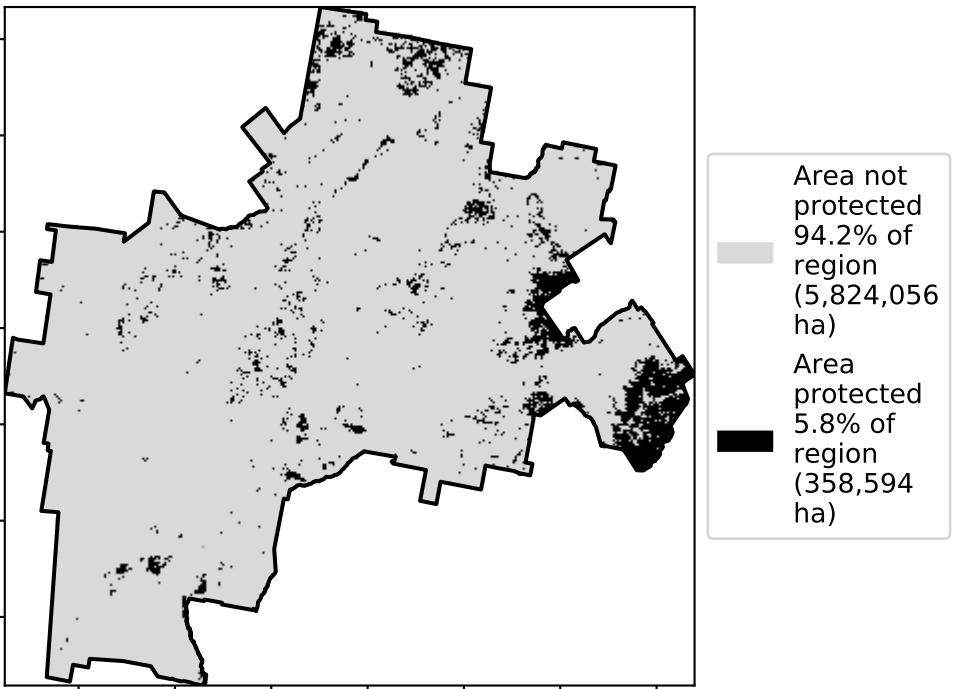 Area not
protected
94.2% of
region
(5,824,056
ha)
Area
protected
5.8% of
region
(358,594
ha)